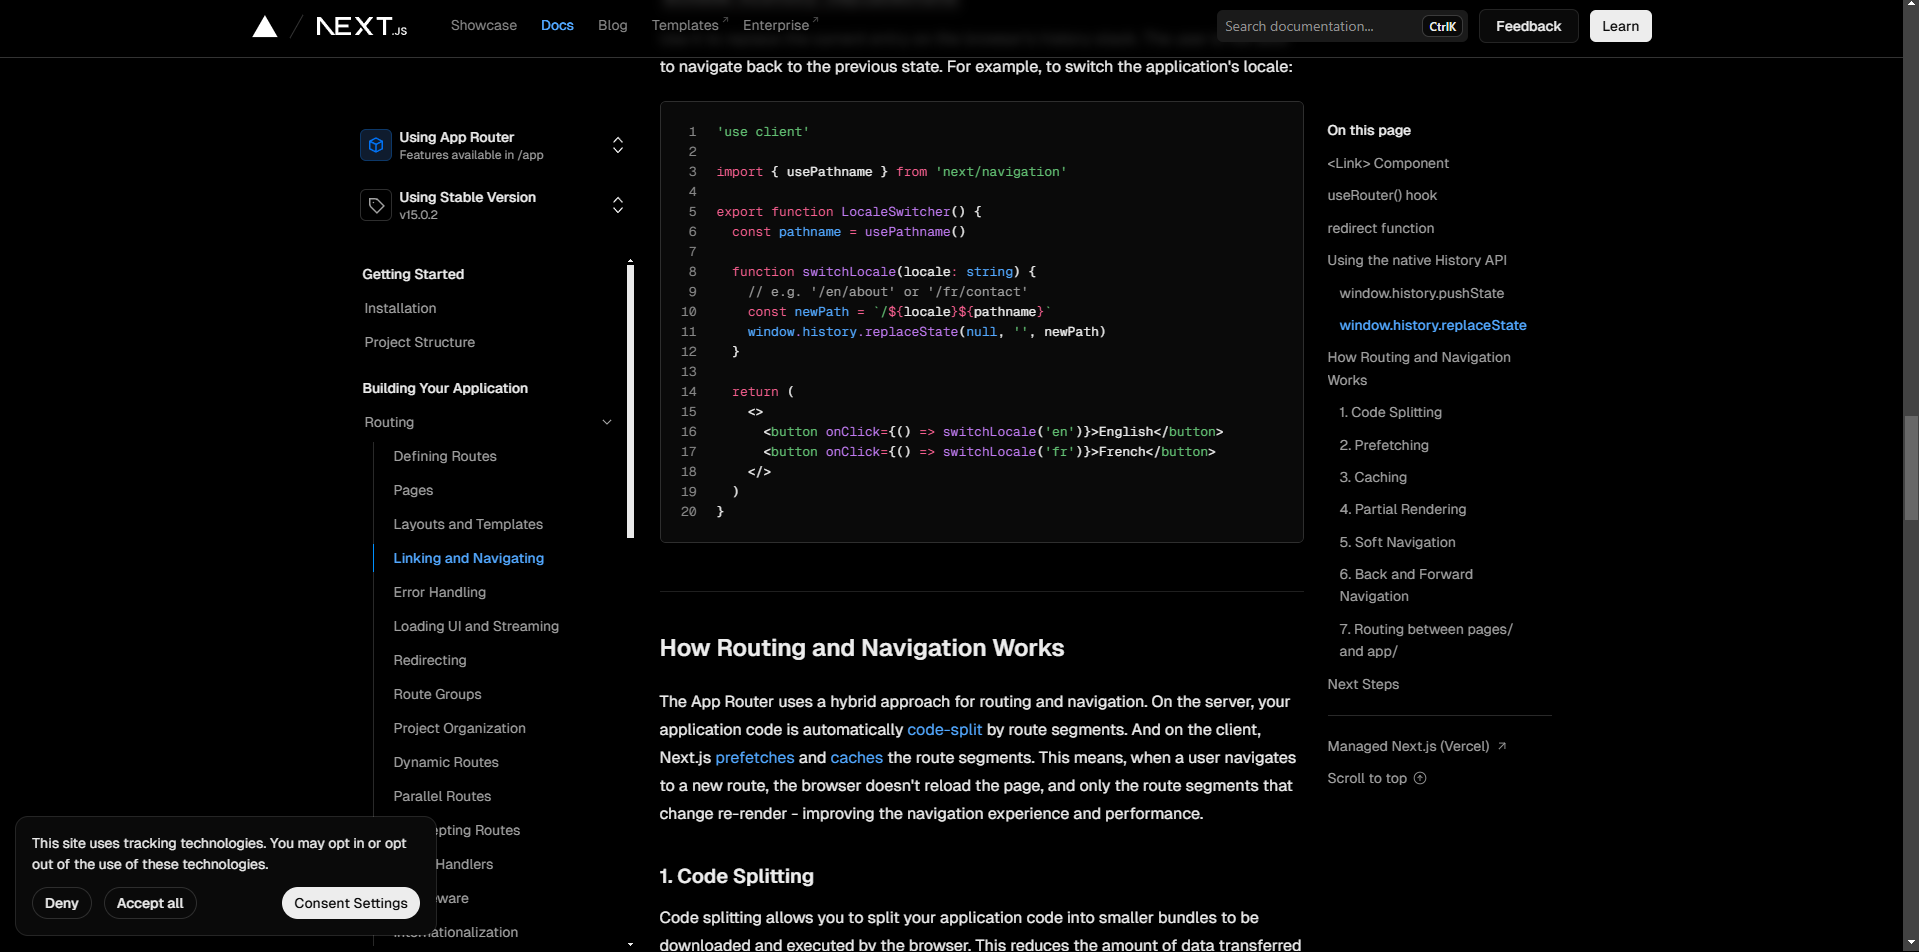 NEXT.JS
Showcase
Docs
Blog
Templates
Enterprise
Search documentation...
CtrlK
Feedback
Learn
Using App Router
Features available in /app
Using Stable Version
v15.0.2
Getting Started
Installation
Project Structure
Building Your Application
Routing
Defining Routes
Pages
Layouts and Templates
Linking and Navigating
Error Handling
Loading UI and Streaming
Redirecting
Route Groups
Project Organization
Dynamic Routes
Parallel Routes
epting Routes
Handlers
ware
Internationalization
This site uses tracking technologies. You may opt in or opt
out of the use of these technologies.
Deny
Accept all
Consent Settings
to navigate back to the previous state. For example, to switch the application's locale:
1 'use client'
2
3 import { usePathname } from 'next/navigation'
4
5 export function LocaleSwitcher() {
6   const pathname = usePathname()
7
8   function switchLocale(locale: string) {
9     // e.g. '/en/about' or '/fr/contact'
10     const newPath = `/${locale}${pathname}`
11     window.history.replaceState(null, '', newPath)
12   }
13
14   return (
15     <>
16       <button onClick={() => switchLocale('en')}>English</button>
17       <button onClick={() => switchLocale('fr')}>French</button>
18     </>
19   )
20 }
How Routing and Navigation Works
The App Router uses a hybrid approach for routing and navigation. On the server, your
application code is automatically code-split by route segments. And on the client,
Next.js prefetches and caches the route segments. This means, when a user navigates
to a new route, the browser doesn't reload the page, and only the route segments that
change re-render - improving the navigation experience and performance.
1. Code Splitting
Code splitting allows you to split your application code into smaller bundles to be
downloaded and executed by the browser. This reduces the amount of data transferred
On this page
<Link> Component
useRouter() hook
redirect function
Using the native History API
window.history.pushState
window.history.replaceState
How Routing and Navigation
Works
1. Code Splitting
2. Prefetching
3. Caching
4. Partial Rendering
5. Soft Navigation
6. Back and Forward
Navigation
7. Routing between pages/
and app/
Next Steps
Managed Next.js (Vercel)
Scroll to top